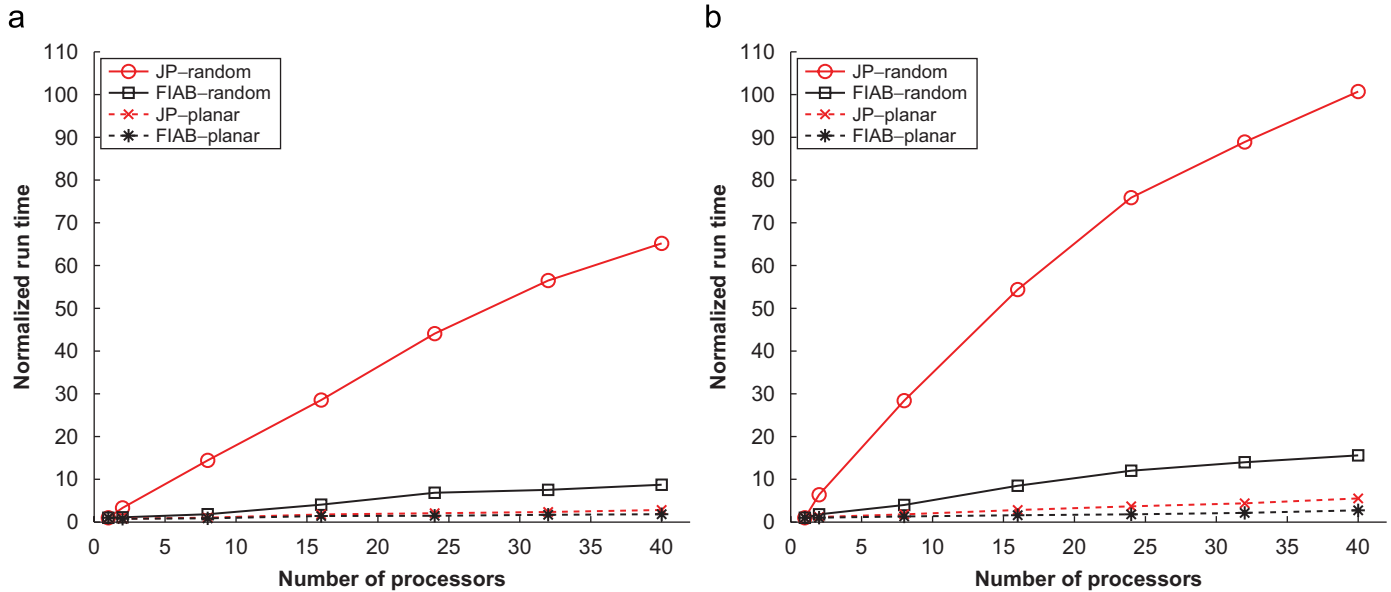 a
110
100
90
80
70
60
50
40
30
20
10
0
Normalized run time
JP–random
FIAB–random
JP–planar
FIAB–planar
0 5 10 15 20 25 30 35 40
Number of processors
b
110
100
90
80
70
60
50
40
30
20
10
0
Normalized run time
JP–random
FIAB–random
JP–planar
FIAB–planar
0 5 10 15 20 25 30 35 40
Number of processors